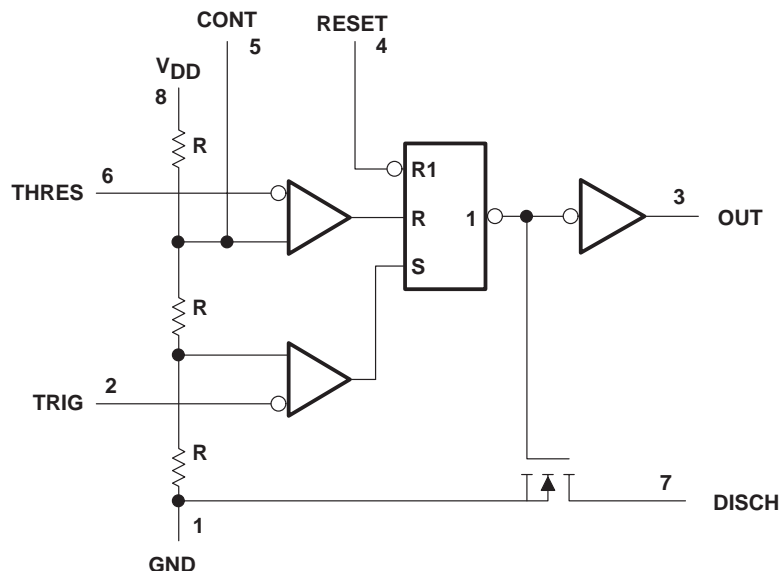 CONT
5
RESET
4
VDD
8
R
6
THRES
R1
R
1
3
OUT
S
R
2
TRIG
R
7
DISCH
1
GND